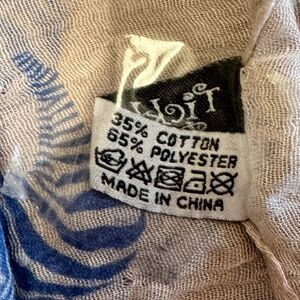 35% COTTON
65% POLYESTER
MADE IN CHINA